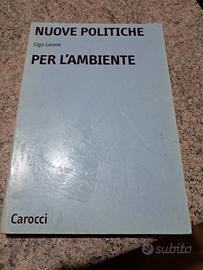 NUOVE POLITICHE
Ugo Leone
PER L'AMBIENTE
Carocci
subito